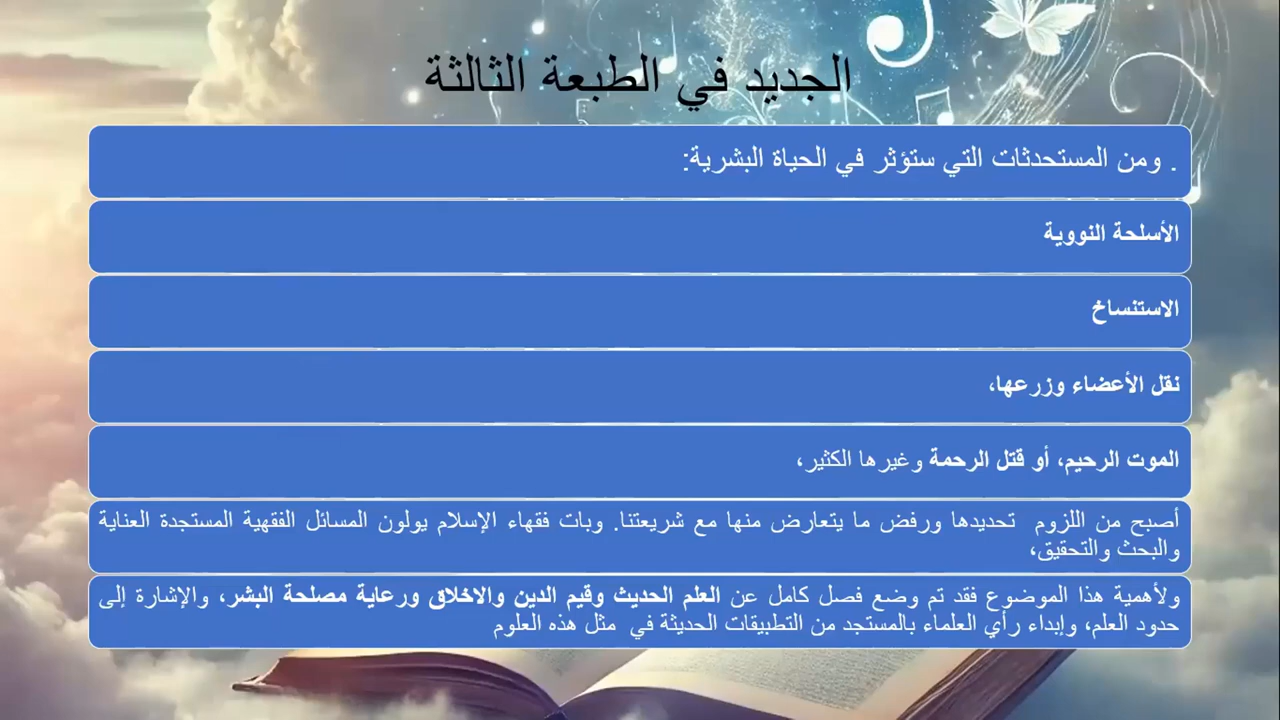 الجديد في الطبعة الثالثة
. ومن المستحدثات التي ستؤثر في الحياة البشرية:
الأسلحة النووية
الاستنساخ
نقل الأعضاء وزرعها،
الموت الرحيم، أو قتل الرحمة وغيرها الكثير،
أصبح من اللزوم تحديدها ورفض ما يتعارض منها مع شريعتنا. وبات فقهاء الإسلام يولون المسائل الفقهية المستجدة العناية
والبحث والتحقيق،
ولأهمية هذا الموضوع فقد تم وضع فصل كامل عن العلم الحديث وقيم الدين والاخلاق ورعاية مصلحة البشر، والإشارة إلى
حدود العلم، وإبداء رأي العلماء بالمستجد من التطبيقات الحديثة في مثل هذه العلوم